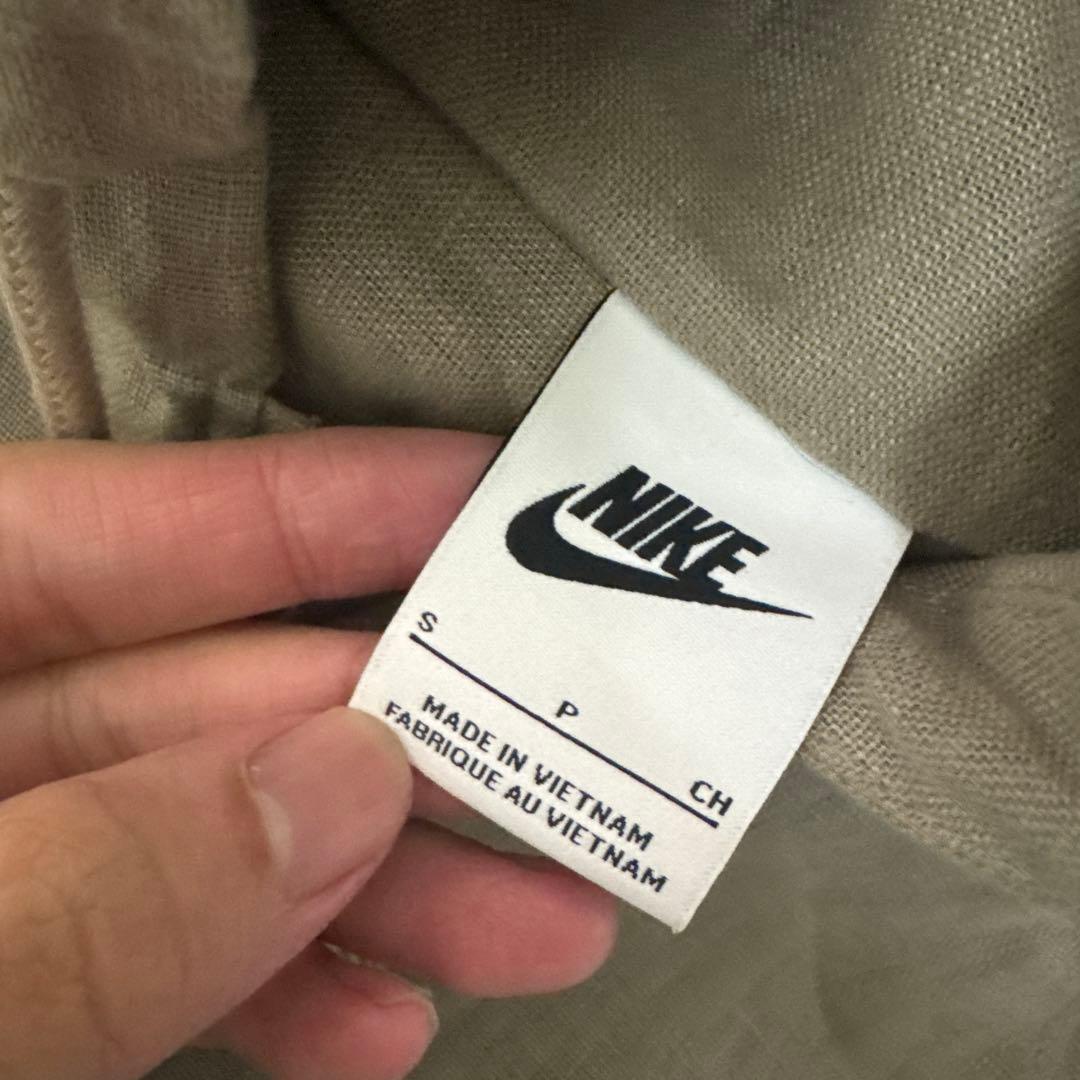 NIKE
S P CH
MADE IN VIETNAM
FABRIQUE AU VIETNAM